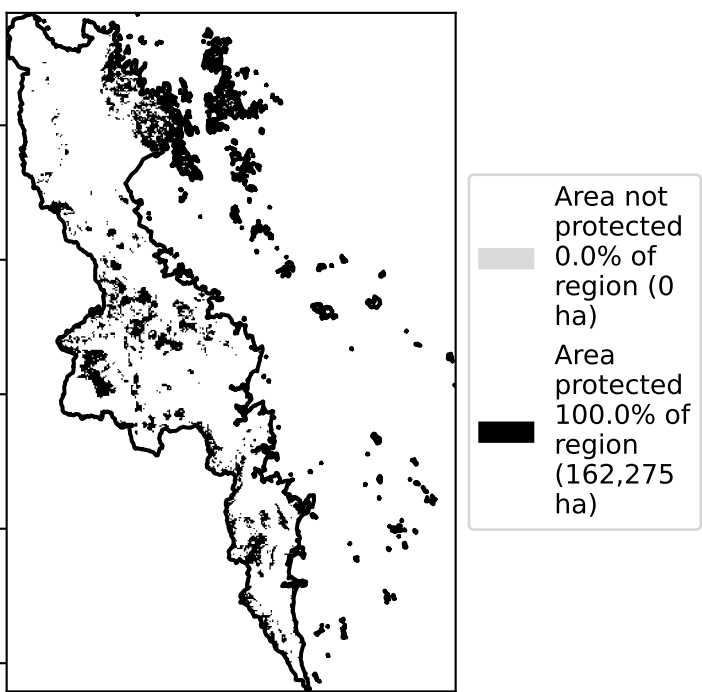 Area not
protected
0.0% of
region (0
ha)
Area
protected
100.0% of
region
(162,275
ha)